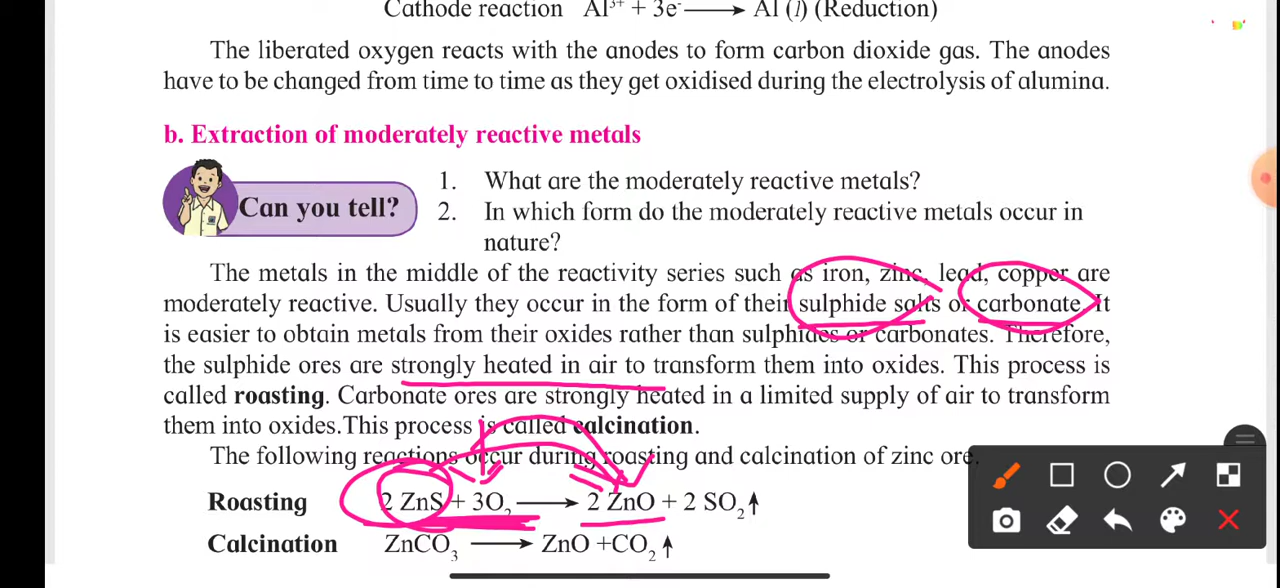 Cathode reaction Al³⁺ + 3e⁻ ⟶ Al (l) (Reduction)
The liberated oxygen reacts with the anodes to form carbon dioxide gas. The anodes
have to be changed from time to time as they get oxidised during the electrolysis of alumina.
b. Extraction of moderately reactive metals
Can you tell?
1. What are the moderately reactive metals?
2. In which form do the moderately reactive metals occur in
nature?
The metals in the middle of the reactivity series such as iron, zinc, lead, copper are
moderately reactive. Usually they occur in the form of their sulphide salts or carbonate. It
is easier to obtain metals from their oxides rather than sulphides or carbonates. Therefore,
the sulphide ores are strongly heated in air to transform them into oxides. This process is
called roasting. Carbonate ores are strongly heated in a limited supply of air to transform
them into oxides.This process is called calcination.
The following reactions occur during roasting and calcination of zinc ore.
Roasting 2 ZnS + 3O₂ ⟶ 2 ZnO + 2 SO₂↑
Calcination ZnCO₃ ⟶ ZnO +CO₂↑